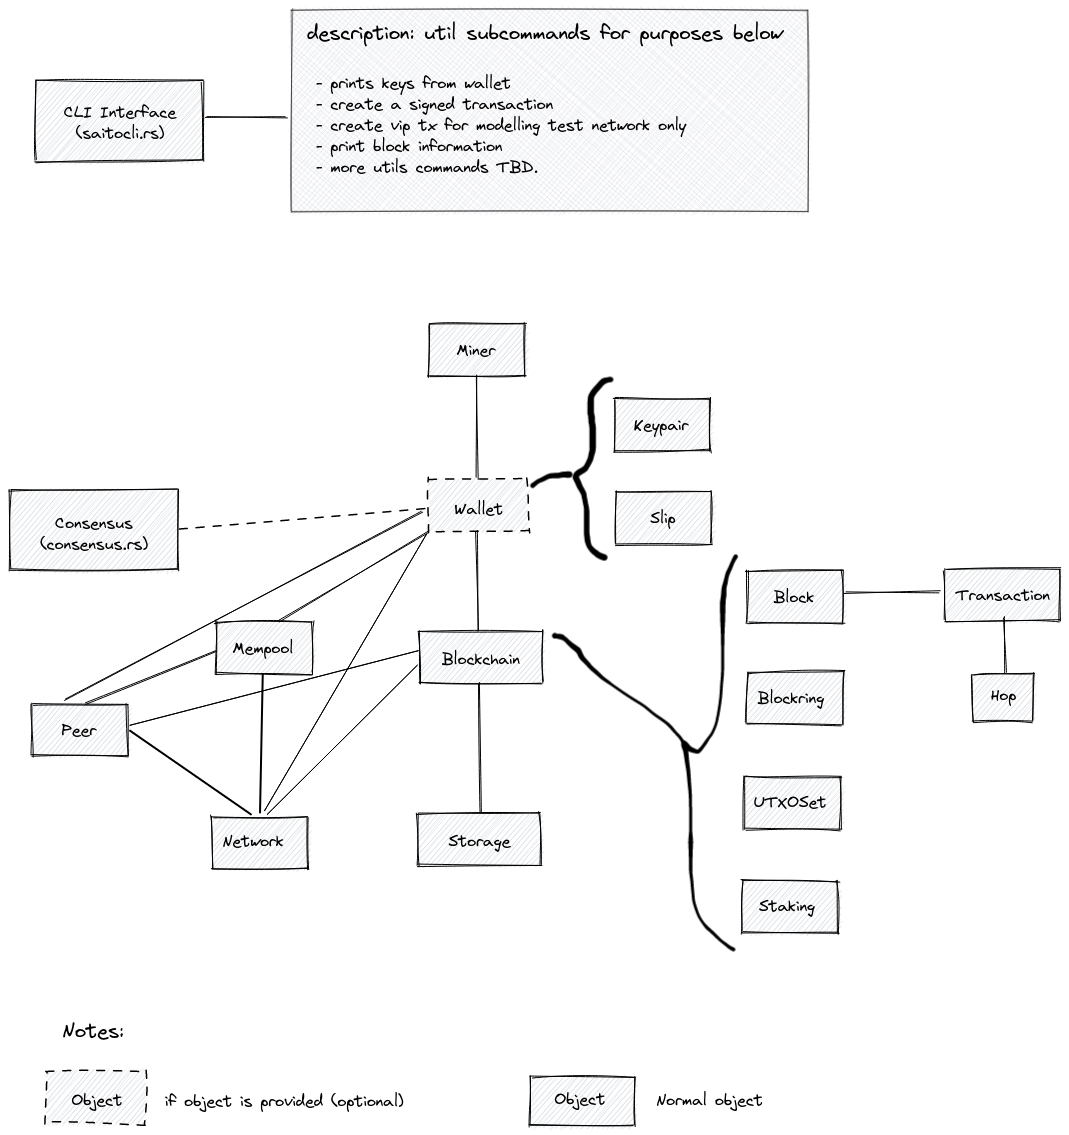 description: util subcommands for purposes below
- prints keys from wallet
- create a signed transaction
- create vip tx for modelling test network only
- print block information
- more utils commands TBD.
CLI Interface
(saitocli.rs)
Miner
Keypair
Wallet
Slip
Consensus
(consensus.rs)
Block
Transaction
Mempool
Blockchain
Blockring
Hop
Peer
UTXOSet
Network
Storage
Staking
Notes:
Object
if object is provided (optional)
Object
Normal object